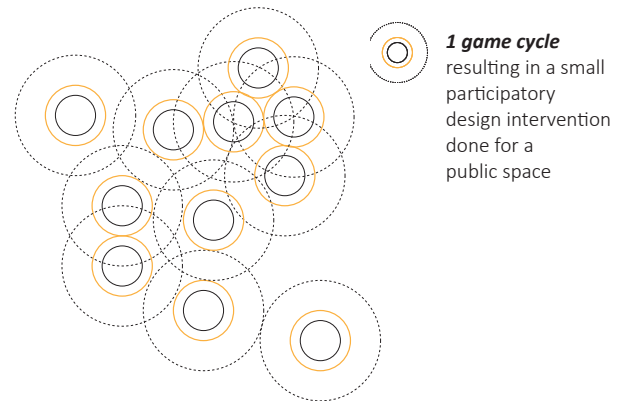 1 game cycle
resulting in a small
participatory
design intervention
done for a
public space